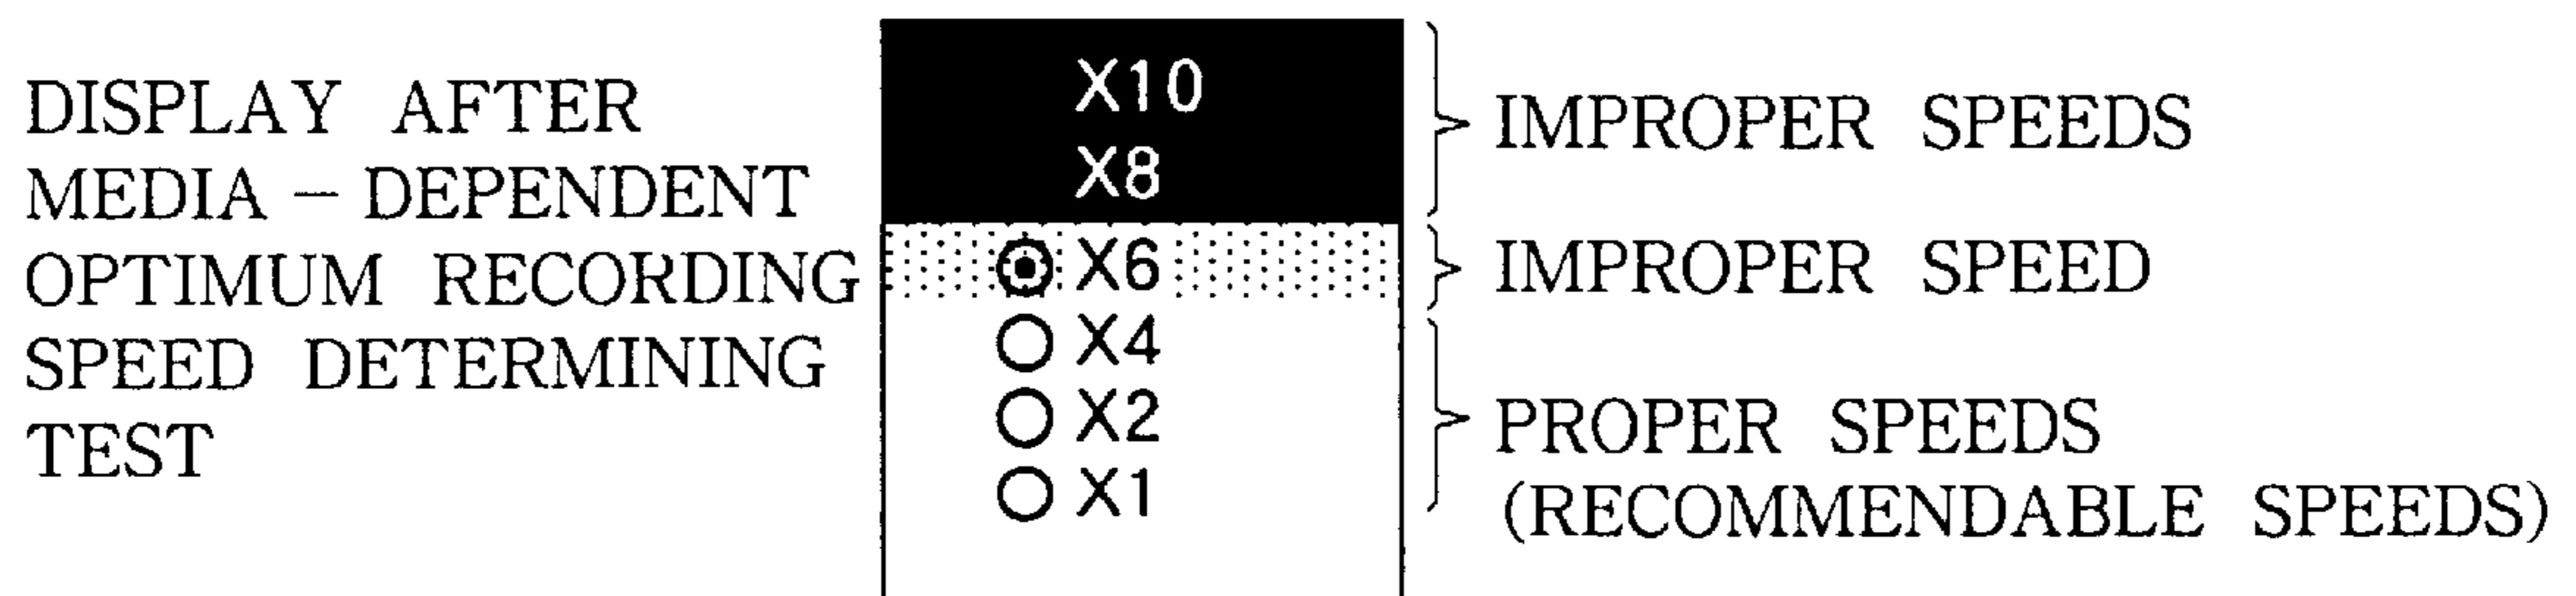 DISPLAY AFTER
MEDIA – DEPENDENT
OPTIMUM RECORDING
SPEED DETERMINING
TEST
X10
X8
X6
X4
X2
X1
IMPROPER SPEEDS
IMPROPER SPEED
PROPER SPEEDS
(RECOMMENDABLE SPEEDS)